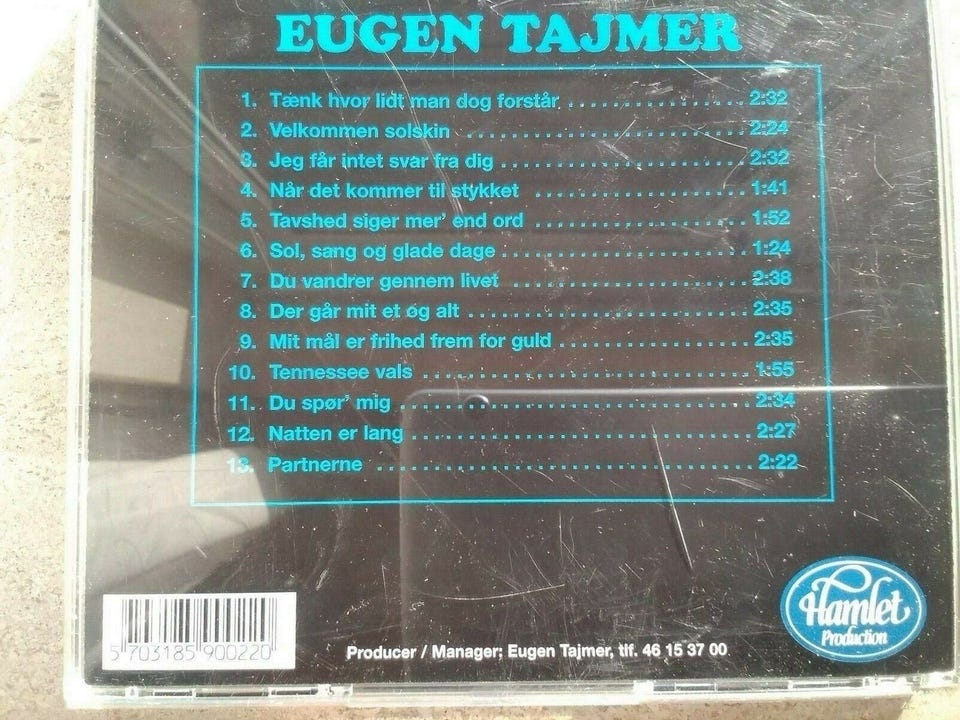 EUGEN TAJMER
1. Tænk hvor lidt man dog forstår ........................ 2:32
2. Velkommen solskin ........................ 2:24
3. Jeg får intet svar fra dig ........................ 2:32
4. Når det kommer til stykket ........................ 1:41
5. Tavshed siger mer' end ord ........................ 1:52
6. Sol, sang og glade dage ........................ 1:24
7. Du vandrer gennem livet ........................ 2:38
8. Der går mit et og alt ........................ 2:35
9. Mit mål er frihed frem for guld ........................ 2:35
10. Tennessee vals ........................ 1:55
11. Du spør' mig ........................ 2:34
12. Natten er lang ........................ 2:27
13. Partnerne ........................ 2:22
Hamlet
Production
5 703185 900220
Producer / Manager: Eugen Tajmer, tlf. 46 15 37 00